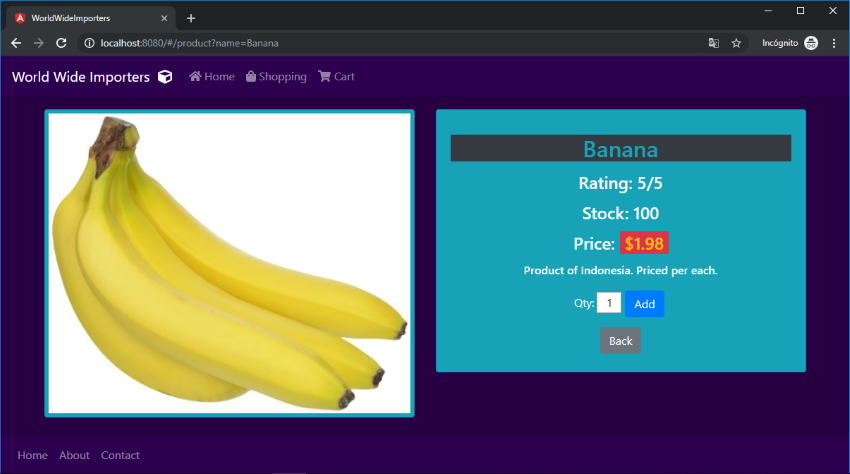 WorldWideImporters
localhost:8080/#/product?name=Banana
Incógnito
World Wide Importers Home Shopping Cart
Banana
Rating: 5/5
Stock: 100
Price: $1.98
Product of Indonesia. Priced per each.
Qty: 1 Add
Back
Home About Contact